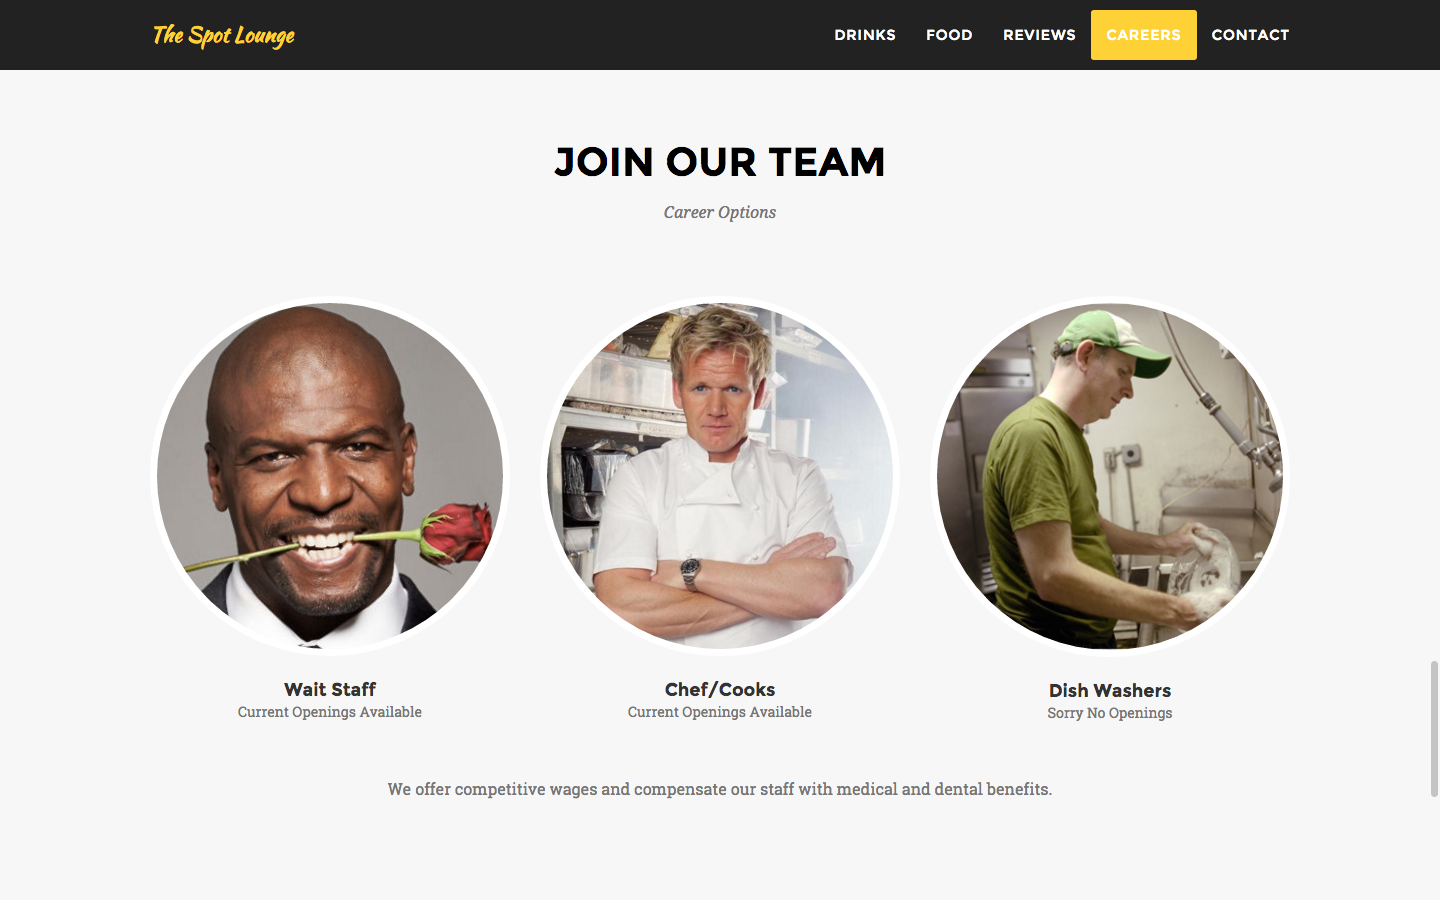 The Spot Lounge
DRINKS FOOD REVIEWS CAREERS CONTACT
JOIN OUR TEAM
Career Options
Wait Staff
Current Openings Available
Chef/Cooks
Current Openings Available
Dish Washers
Sorry No Openings
We offer competitive wages and compensate our staff with medical and dental benefits.